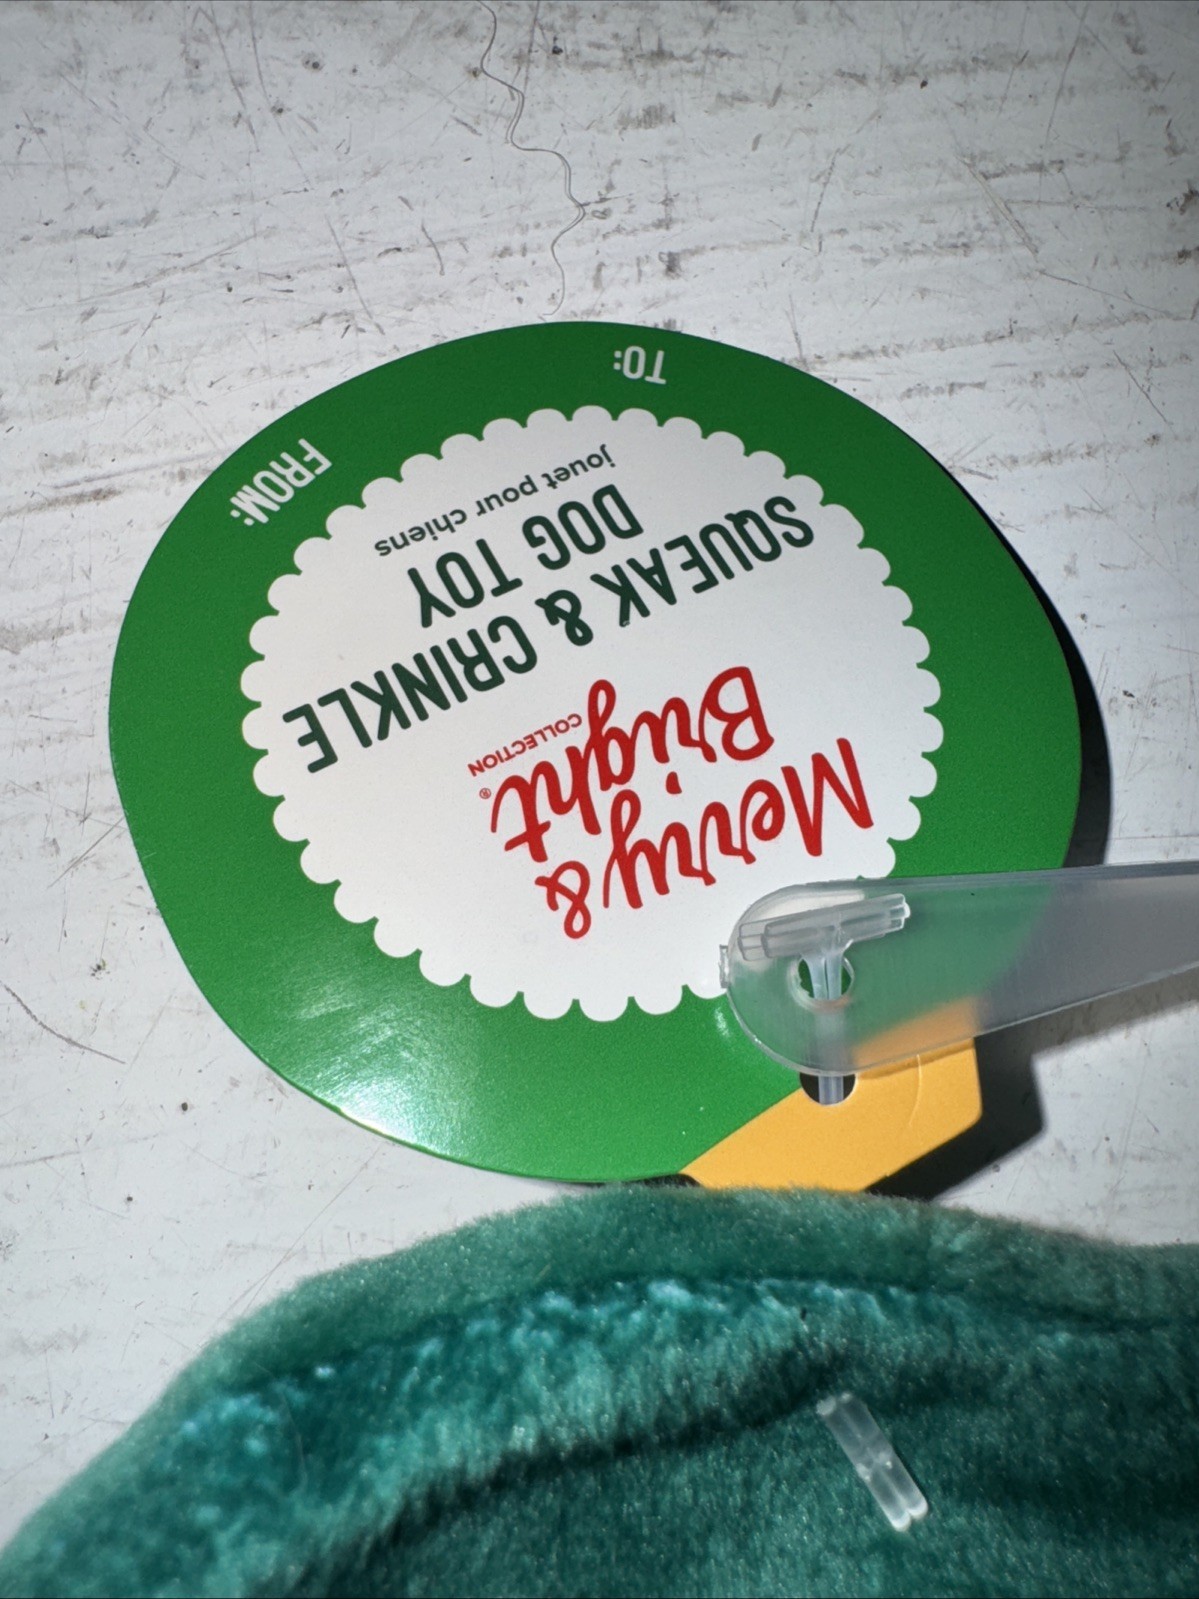 Merry &
Bright®
COLLECTION
SQUEAK & CRINKLE
DOG TOY
jouet pour chiens
TO:
FROM: